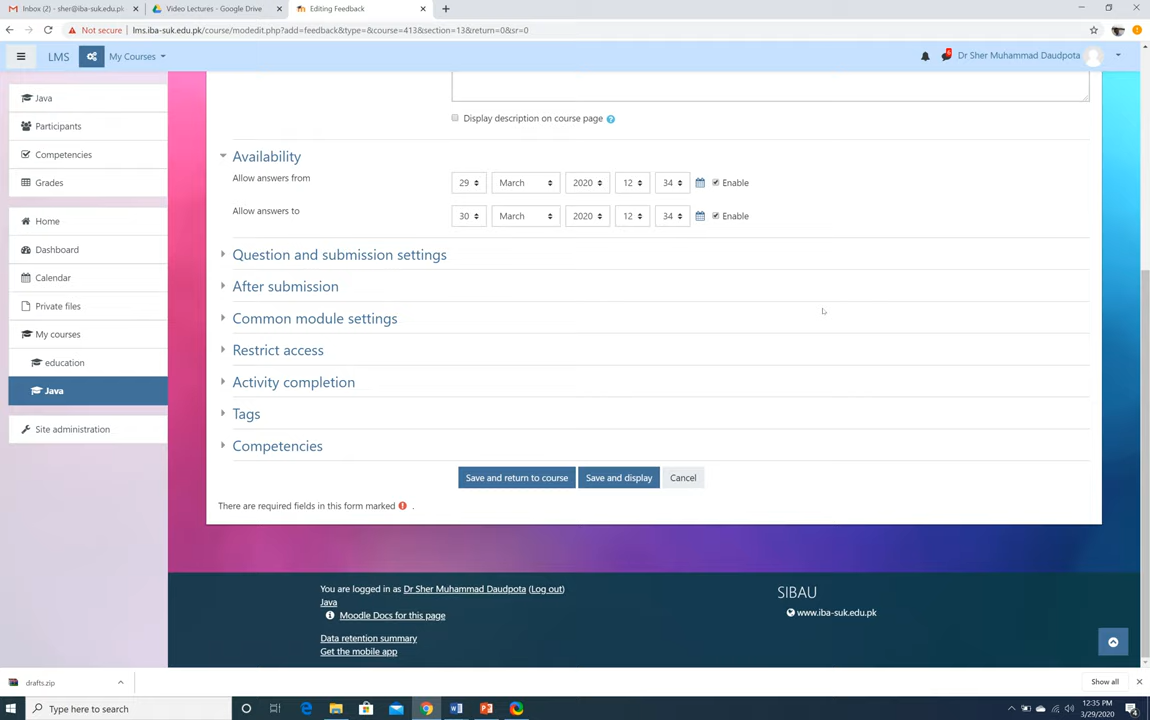 Inbox (2) - sher@iba-suk.edu.pk
Video Lectures - Google Drive
Editing Feedback
Not secure
lms.iba-suk.edu.pk/course/modedit.php?add=feedback&type=&course=413&section=13&return=0&sr=0
LMS
My Courses
Dr Sher Muhammad Daudpota
Java
Participants
Competencies
Grades
Home
Dashboard
Calendar
Private files
My courses
education
Java
Site administration
Display description on course page
Availability
Allow answers from
29 March 2020 12 34 Enable
Allow answers to
30 March 2020 12 34 Enable
Question and submission settings
After submission
Common module settings
Restrict access
Activity completion
Tags
Competencies
Save and return to course
Save and display
Cancel
There are required fields in this form marked .
You are logged in as Dr Sher Muhammad Daudpota (Log out)
Java
Moodle Docs for this page
Data retention summary
Get the mobile app
SIBAU
www.iba-suk.edu.pk
drafts.zip
Show all
Type here to search
12:35 PM
3/29/2020